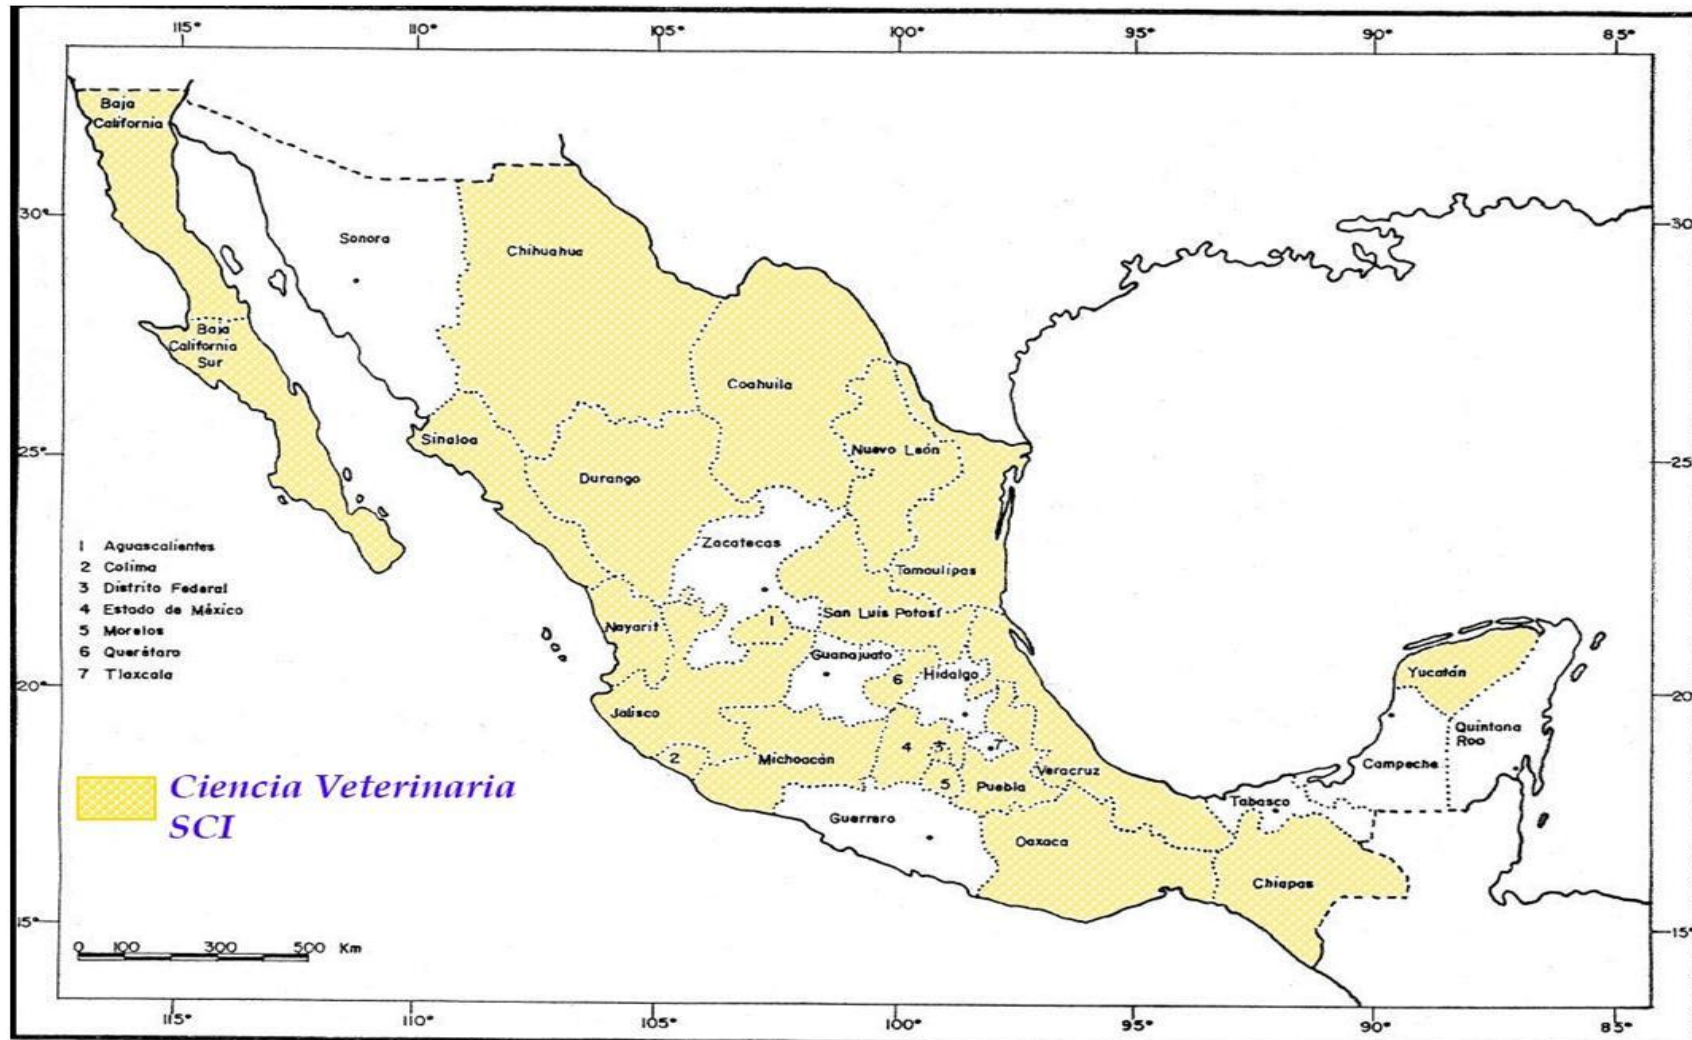 115° 110° 105° 100° 95° 90° 85°
Baja
California
30°
30°
Sonora
Chihuahua
Baja
California
Sur
Coahuila
Sinaloa
Nuevo León
25°
25°
Durango
Zacatecas
Tamaulipas
1 Aguascalientes
2 Colima
3 Distrito Federal
4 Estado de México
5 Morelos
6 Querétaro
7 Tlaxcala
San Luis Potosí
Nayarit
1
Guanajuato
Hidalgo
6
Yucatán
20°
20°
Jalisco
Quintana
Roo
4
3
7
2
Michoacán
Campeche
Veracruz
5
Puebla
Tabasco
Guerrero
Oaxaca
Chiapas
Ciencia Veterinaria
SCI
15°
15°
0 100 300 500 Km
115° 110° 105° 100° 95° 90° 85°